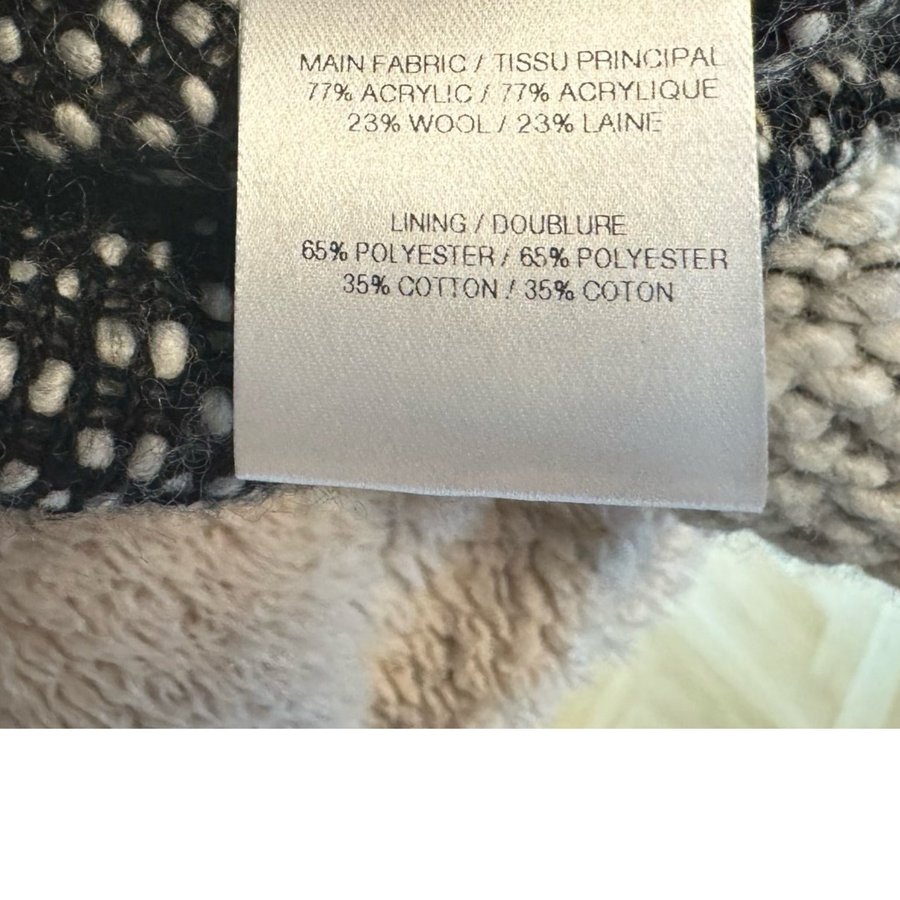 MAIN FABRIC / TISSU PRINCIPAL
77% ACRYLIC / 77% ACRYLIQUE
23% WOOL / 23% LAINE
LINING / DOUBLURE
65% POLYESTER / 65% POLYESTER
35% COTTON / 35% COTON